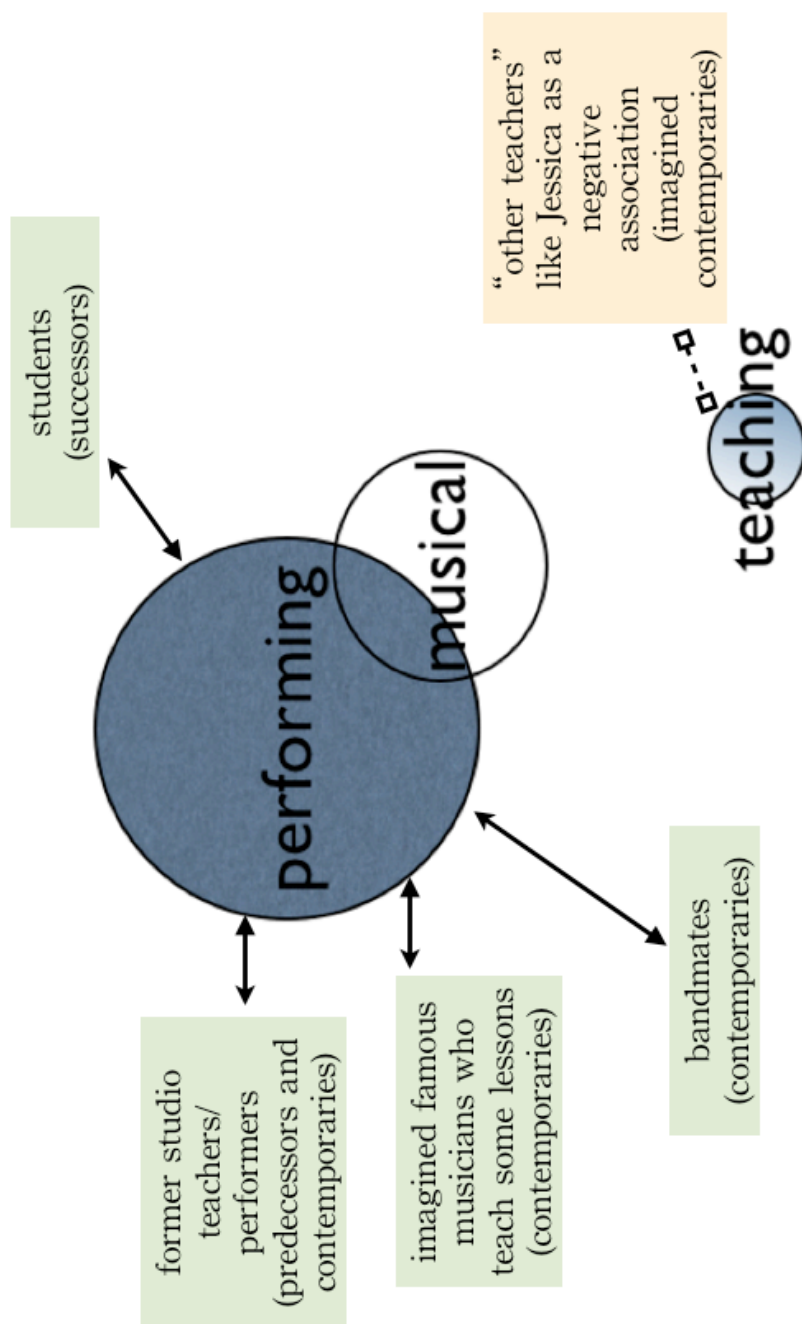 students
(successors)
former studio
teachers/
performers
(predecessors and
contemporaries)
performing
imagined famous
musicians who
teach some lessons
(contemporaries)
musical
“other teachers”
like Jessica as a
negative
association
(imagined
contemporaries)
bandmates
(contemporaries)
teaching